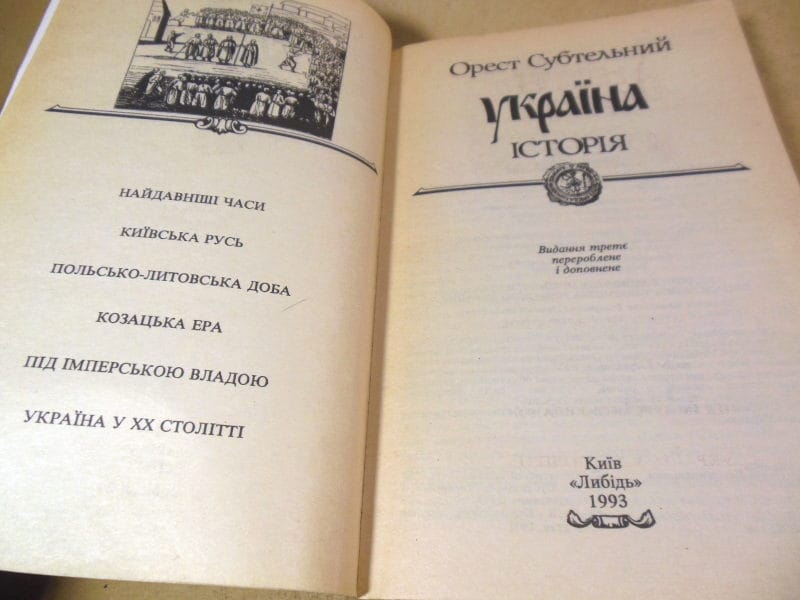 НАЙДАВНІШІ ЧАСИ
КИЇВСЬКА РУСЬ
ПОЛЬСЬКО-ЛИТОВСЬКА ДОБА
КОЗАЦЬКА ЕРА
ПІД ІМПЕРСЬКОЮ ВЛАДОЮ
УКРАЇНА У XX СТОЛІТТІ
Орест Субтельний
Україна
ІСТОРІЯ
Видання третє
перероблене
і доповнене
Київ
«Либідь»
1993